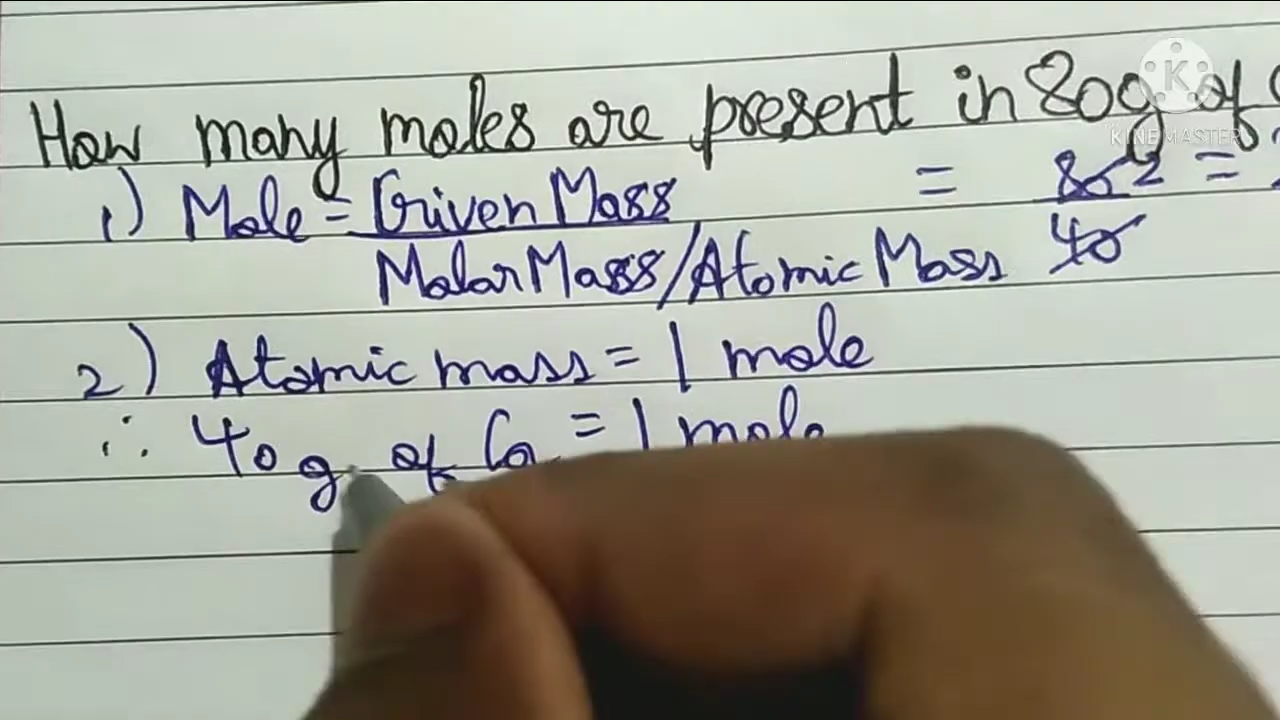 How many moles are present in 80g of
1) Mole = Given Mass = 80 2 =
Molar Mass/Atomic Mass 40
2) Atomic mass = 1 mole
∴ 40 g of Ca = 1 mole
KINEMASTER